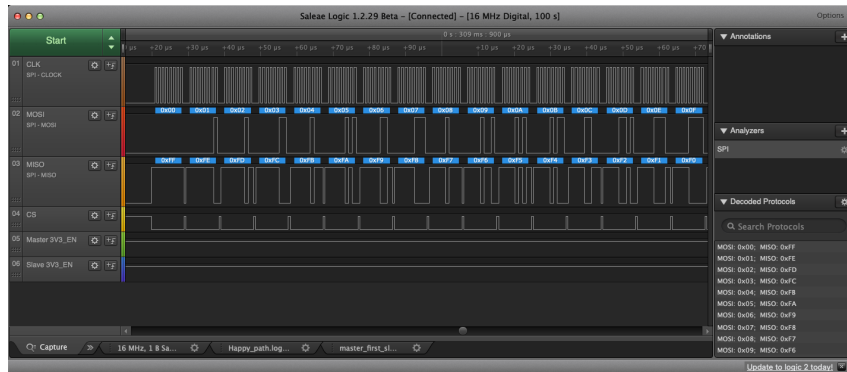 Saleae Logic 1.2.29 Beta - [Connected] - [16 MHz Digital, 100 s]
Options
Start
0 s : 309 ms : 900 µs
+20 µs +30 µs +40 µs +50 µs +60 µs +70 µs +80 µs +90 µs +10 µs +20 µs +30 µs +40 µs +50 µs +60 µs +70
Annotations
01 CLK
SPI - CLOCK
02 MOSI
SPI - MOSI
0x00 0x01 0x02 0x03 0x04 0x05 0x06 0x07 0x08 0x09 0x0A 0x0B 0x0C 0x0D 0x0E 0x0F
Analyzers
SPI
03 MISO
SPI - MISO
0xFF 0xFE 0xFD 0xFC 0xFB 0xFA 0xF9 0xF8 0xF7 0xF6 0xF5 0xF4 0xF3 0xF2 0xF1 0xF0
04 CS
05 Master 3V3_EN
06 Slave 3V3_EN
Decoded Protocols
Search Protocols
MOSI: 0x00; MISO: 0xFF
MOSI: 0x01; MISO: 0xFE
MOSI: 0x02; MISO: 0xFD
MOSI: 0x03; MISO: 0xFC
MOSI: 0x04; MISO: 0xFB
MOSI: 0x05; MISO: 0xFA
MOSI: 0x06; MISO: 0xF9
MOSI: 0x07; MISO: 0xF8
MOSI: 0x08; MISO: 0xF7
MOSI: 0x09; MISO: 0xF6
Capture
16 MHz, 1 B Sa...
Happy_path.log...
master_first_sl...
Update to logic 2 today!